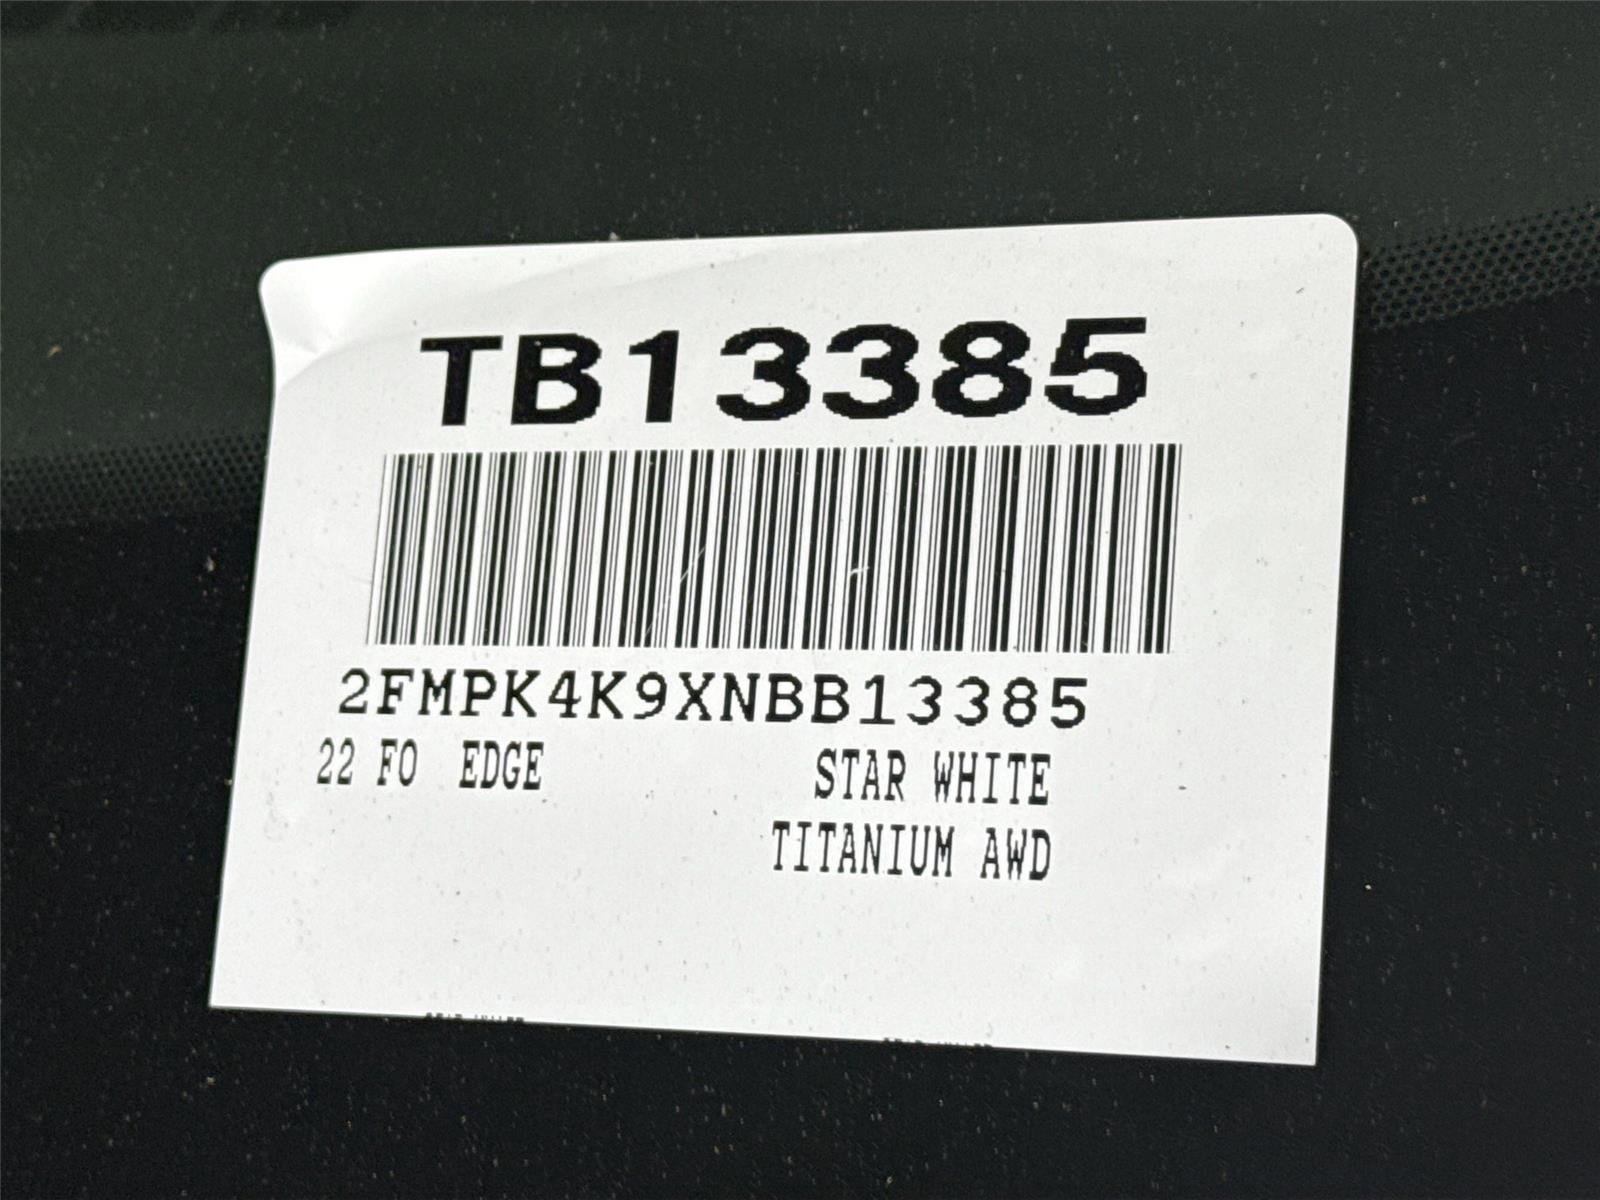 TB13385
2FMPK4K9XNBB13385
22 FO EDGE
STAR WHITE
TITANIUM AWD